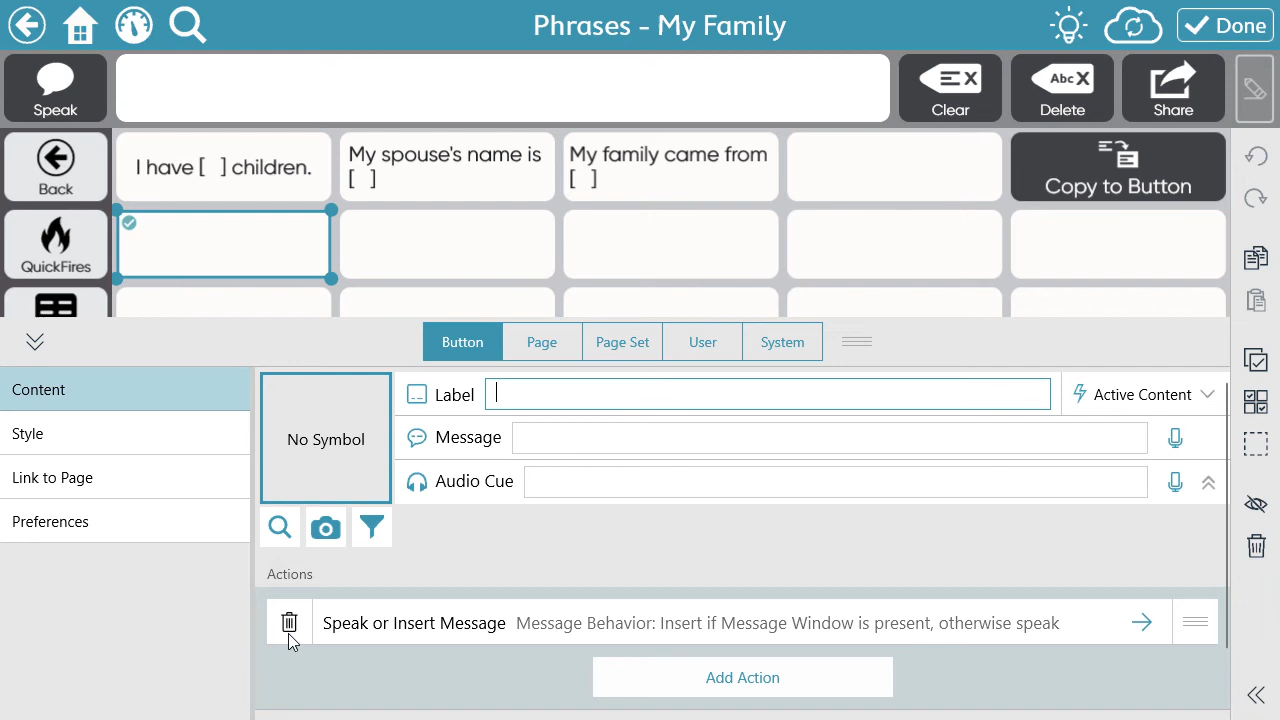 Phrases - My Family
Done
Speak
Clear
Abc X
Delete
Share
Back
I have [ ] children.
My spouse's name is
[ ]
My family came from
[ ]
Copy to Button
QuickFires
Button
Page
Page Set
User
System
Content
Style
Link to Page
Preferences
No Symbol
Label
Active Content
Message
Audio Cue
Actions
Speak or Insert Message Message Behavior: Insert if Message Window is present, otherwise speak
Add Action